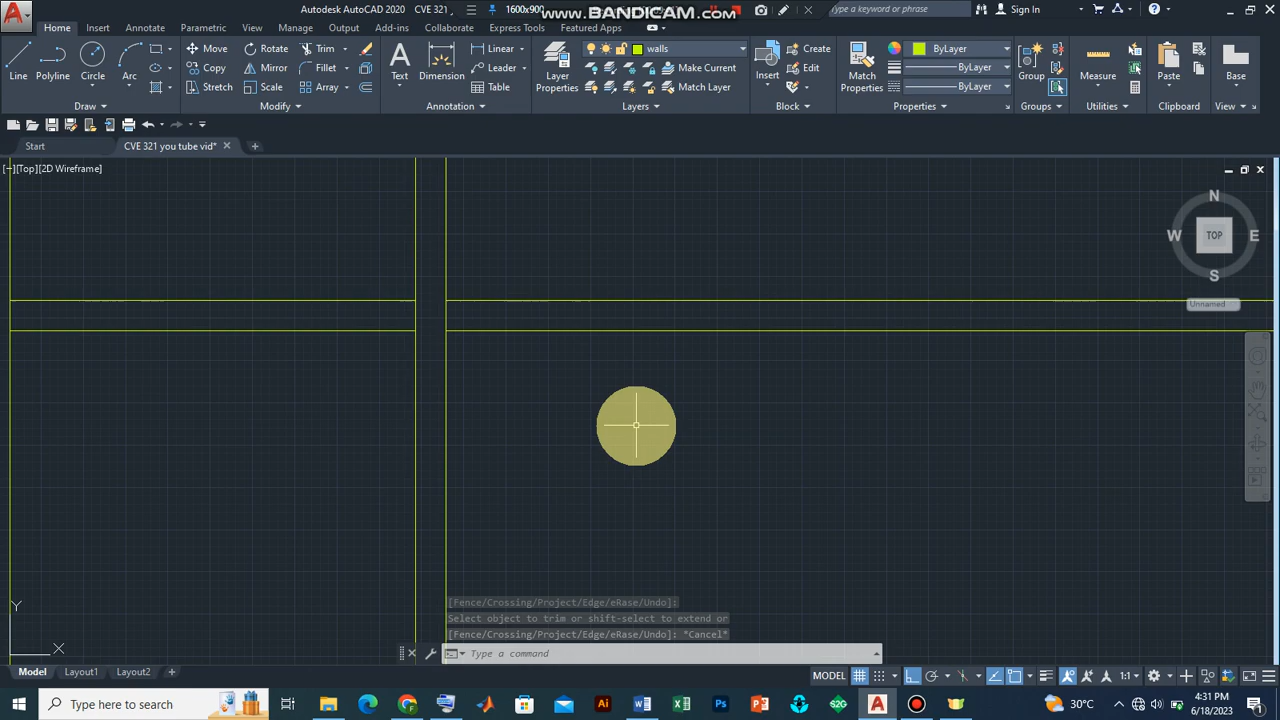 Autodesk AutoCAD 2020 CVE 321
1600x900
www.BANDICAM.com
Type a keyword or phrase
Sign In
Home Insert Annotate Parametric View Manage Output Add-ins Collaborate Express Tools Featured Apps
Line Polyline Circle Arc
Move Rotate Trim
Copy Mirror Fillet
Stretch Scale Array
Text Dimension
Linear
Leader
Table
Layer Properties
walls
Make Current
Match Layer
Insert
Create
Edit
Match Properties
ByLayer
ByLayer
ByLayer
Group
Measure
Paste
Base
Draw Modify Annotation Layers Block Properties Groups Utilities Clipboard View
Start
CVE 321 you tube vid*
[−][Top][2D Wireframe]
N
W TOP E
S
Unnamed
Y
X
[Fence/Crossing/Project/Edge/eRase/Undo]:
Select object to trim or shift-select to extend or
[Fence/Crossing/Project/Edge/eRase/Undo]: *Cancel*
Type a command
Model Layout1 Layout2
MODEL
1:1
Type here to search
30°C
4:31 PM
6/18/2023